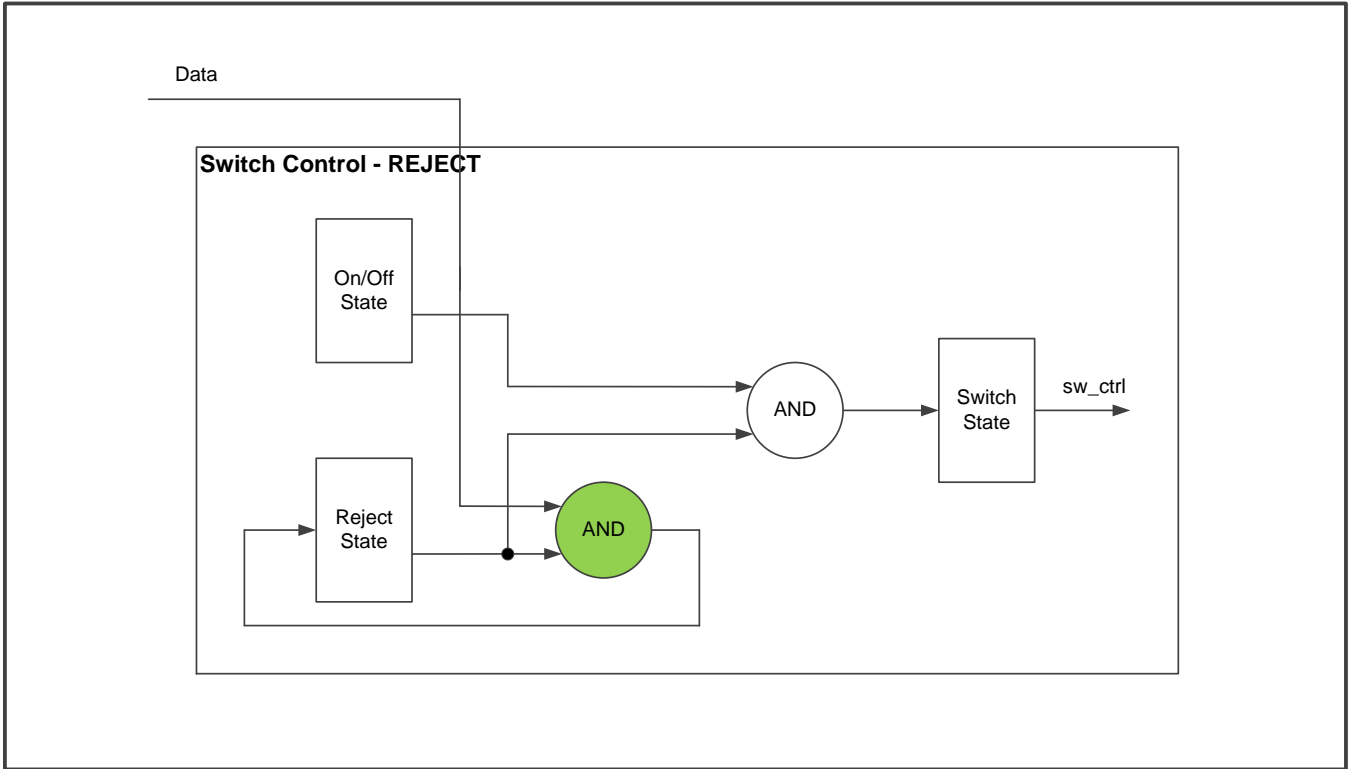 Data
Switch Control - REJECT
On/Off
State
AND
Switch
State
sw_ctrl
Reject
State
AND